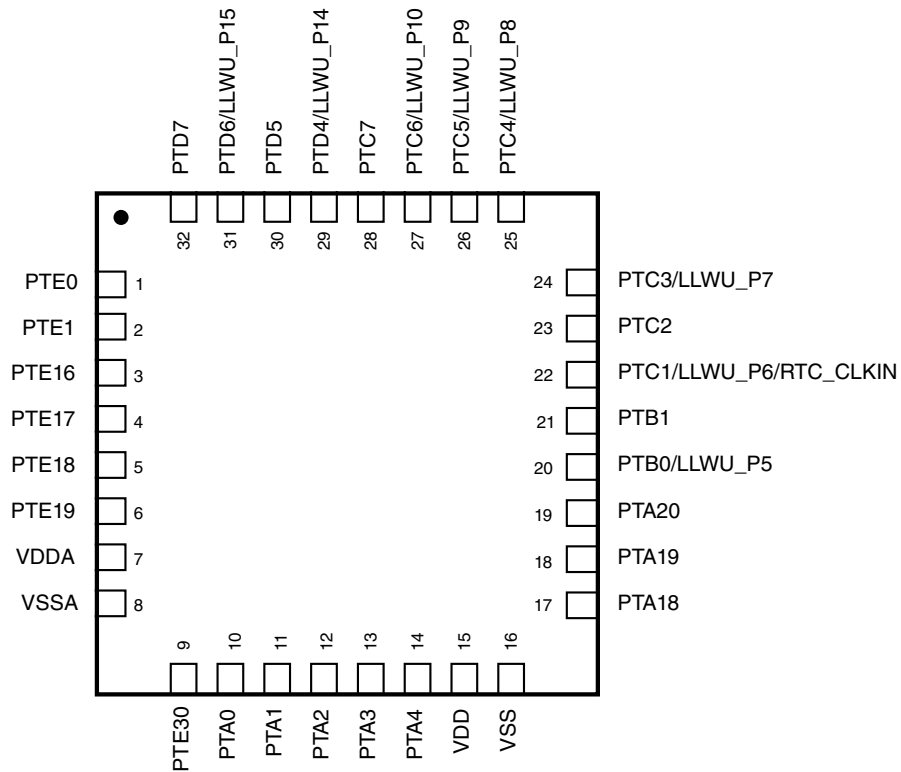 PTD7
PTD6/LLWU_P15
PTD5
PTD4/LLWU_P14
PTC7
PTC6/LLWU_P10
PTC5/LLWU_P9
PTC4/LLWU_P8
32
31
30
29
28
27
26
25
PTE0 1
PTE1 2
PTE16 3
PTE17 4
PTE18 5
PTE19 6
VDDA 7
VSSA 8
24 PTC3/LLWU_P7
23 PTC2
22 PTC1/LLWU_P6/RTC_CLKIN
21 PTB1
20 PTB0/LLWU_P5
19 PTA20
18 PTA19
17 PTA18
9
10
11
12
13
14
15
16
PTE30
PTA0
PTA1
PTA2
PTA3
PTA4
VDD
VSS